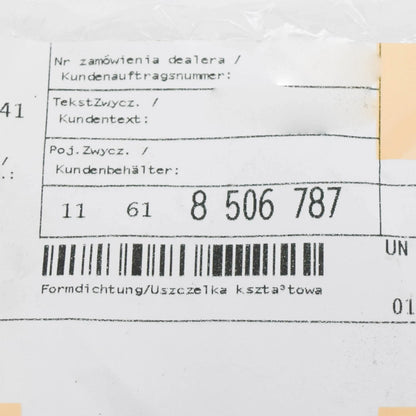 Nr zamówienia dealera /
Kundenauftragsnummer:
41
TekstZwycz. /
Kundentext:
Poj.Zwycz. /
Kundenbehälter:
/
.:
11 61 8 506 787
UN
Formdichtung/Uszczelka kszta³towa
01